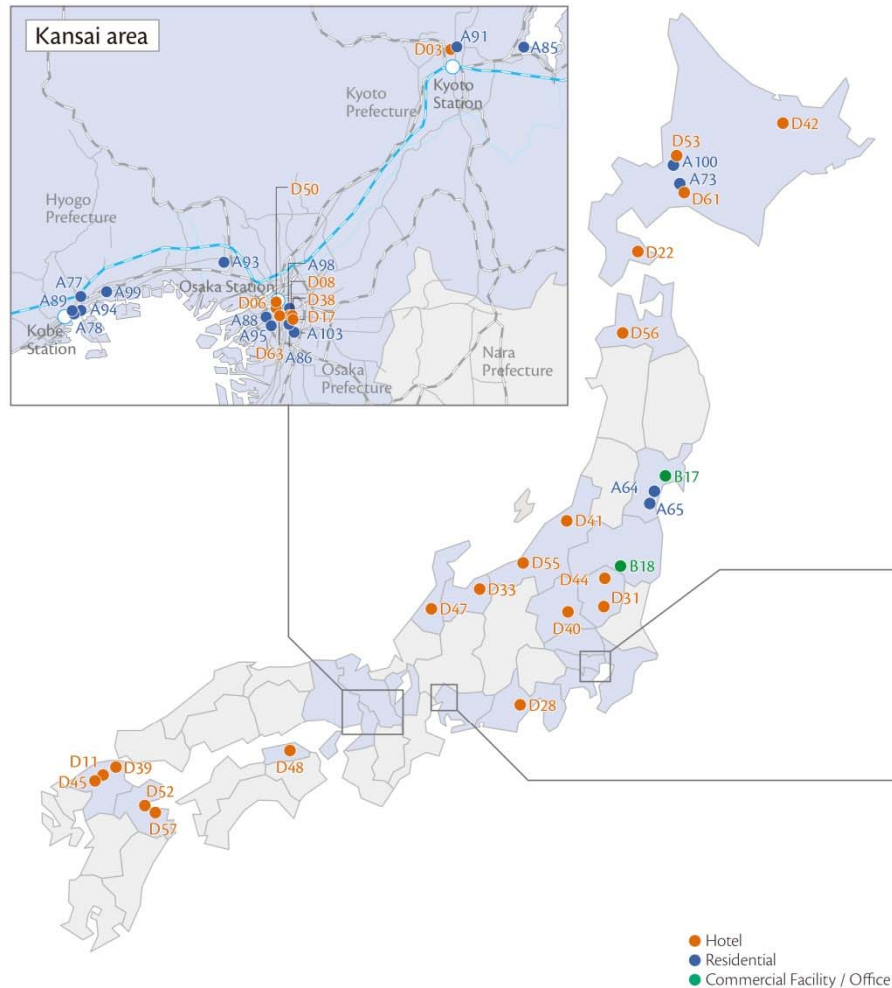 Kansai area
A91
D03
A85
Kyoto
Station
Kyoto
Prefecture
D50
Hyogo
Prefecture
A93
A98
Osaka Station
D08
D06
D38
D17
A77
A99
A89
A94
A78
Kobe
Station
A88
A95
A103
D63
A86
Osaka
Prefecture
Nara
Prefecture
D42
D53
A100
A73
D61
D22
D56
B17
A64
A65
D41
D55
B18
D44
D33
D31
D47
D40
D28
D48
D11
D39
D45
D52
D57
Hotel
Residential
Commercial Facility / Office